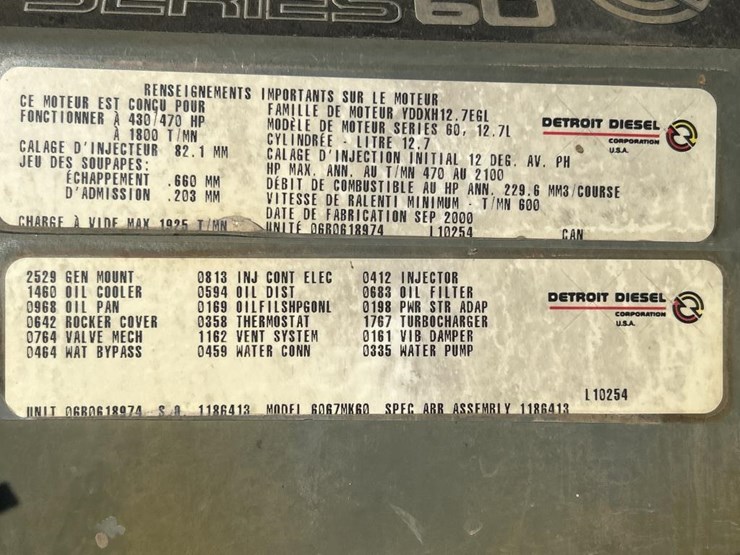 SERIES 60
RENSEIGNEMENTS IMPORTANTS SUR LE MOTEUR
CE MOTEUR EST CONÇU POUR
FONCTIONNER À 430/470 HP
À 1800 T/MN
CALAGE D'INJECTEUR 82.1 MM
JEU DES SOUPAPES:
ÉCHAPPEMENT .660 MM
D'ADMISSION .203 MM
CHARGE À VIDE MAX 1925 T/MN
FAMILLE DE MOTEUR YDDXH12.7EGL
MODÈLE DE MOTEUR SERIES 60, 12.7L
CYLINDRÉE - LITRE 12.7
CALAGE D'INJECTION INITIAL 12 DEG. AV. PH
HP MAX. ANN. AU T/MN 470 AU 2100
DÉBIT DE COMBUSTIBLE AU HP ANN. 229.6 MM3/COURSE
VITESSE DE RALENTI MINIMUM - T/MN 600
DATE DE FABRICATION SEP 2000
UNITÉ 06R0618974 L10254 CAN
DETROIT DIESEL
CORPORATION
U.S.A.
2529 GEN MOUNT 0813 INJ CONT ELEC 0412 INJECTOR
1460 OIL COOLER 0594 OIL DIST 0683 OIL FILTER
0968 OIL PAN 0169 OILFILSHPGONL 0198 PWR STR ADAP
0642 ROCKER COVER 0358 THERMOSTAT 1767 TURBOCHARGER
0764 VALVE MECH 1162 VENT SYSTEM 0161 VIB DAMPER
0464 WAT BYPASS 0459 WATER CONN 0335 WATER PUMP
DETROIT DIESEL
CORPORATION
U.S.A.
L10254
UNIT 06R0618974 S.O. 1186413 MODEL 6067MK60 SPEC ARR ASSEMBLY 1186413